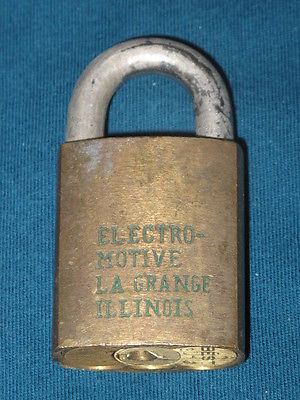 ELECTRO-
MOTIVE
LA GRANGE
ILLINOIS